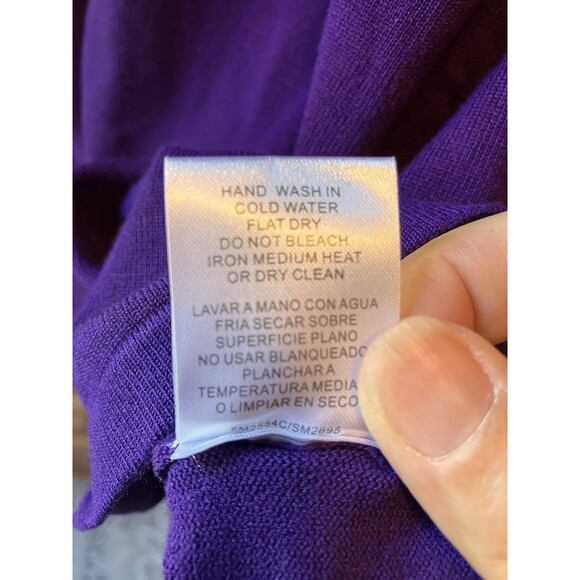 HAND WASH IN
COLD WATER
FLAT DRY
DO NOT BLEACH
IRON MEDIUM HEAT
OR DRY CLEAN
LAVAR A MANO CON AGUA
FRIA SECAR SOBRE
SUPERFICIE PLANO
NO USAR BLANQUEADO
PLANCHAR A
TEMPERATURA MEDIA
O LIMPIAR EN SECO